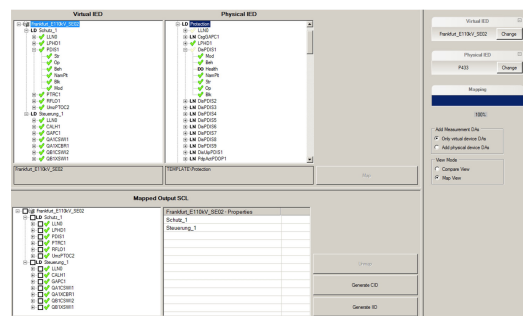 Virtual IED
Physical IED
Frankfurt_E110kV_SE02
LD Schutz_1
LLN0
LPHD1
PDIS1
Str
Op
Beh
NamPlt
Blk
Mod
PTRC1
RFLO1
UmzPTOC2
LD Steuerung_1
LLN0
CALH1
GAPC1
QA1CSWI1
QA1XCBR1
QB1CSWI2
QB1XSWI1
LD Protection
LLN0
LN CsgGAPC1
LPHD1
DisPDIS1
Mod
Beh
DO Health
NamPlt
Str
Op
Blk
LN DisPDIS2
LN DisPDIS3
LN DisPDIS4
LN DisPDIS5
LN DisPDIS6
LN DisPDIS7
LN DisPDIS8
LN DisPDIS9
LN DisUpPDIS1
LN PdpAstPDOP1
Frankfurt_E110kV_SE02
TEMPLATE\Protection
Map
Mapped Output SCL
Frankfurt_E110kV_SE02
LD Schutz_1
LLN0
LPHD1
PDIS1
PTRC1
RFLO1
UmzPTOC2
LD Steuerung_1
LLN0
CALH1
GAPC1
QA1CSWI1
QA1XCBR1
QB1CSWI2
QB1XSWI1
Frankfurt_E110kV_SE02 - Properties
Schutz_1
Steuerung_1
Generate CID
Generate IID
Virtual IED
Frankfurt_E110kV_SE02
Change
Physical IED
P433
Change
Mapping
100%
Add Measurement DAs
Only virtual device DAs
Add physical device DAs
View Mode
Compare View
Map View